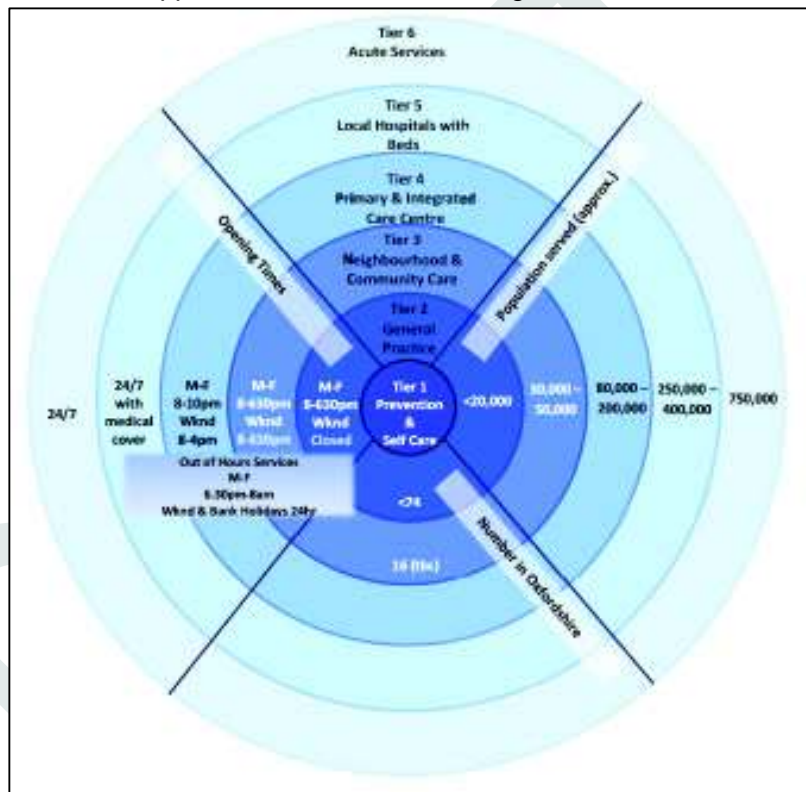 Tier 6
Acute Services
Tier 5
Local Hospitals with
Beds
Tier 4
Primary & Integrated
Care Centre
Tier 3
Neighbourhood &
Community Care
Tier 2
General
Practice
Tier 1
Prevention
&
Self Care
Opening Times
Population served (approx.)
Number in Oxfordshire
24/7
24/7
with
medical
cover
M-F
8-10pm
Wknd
8-4pm
M-F
8-630pm
Wknd
8-630pm
M-F
8-630pm
Wknd
Closed
<20,000
30,000 –
50,000
80,000 –
200,000
250,000 –
400,000
750,000
Out of Hours Services
M-F
6.30pm-8am
Wknd & Bank Holidays 24hr
<74
16 (tbc)